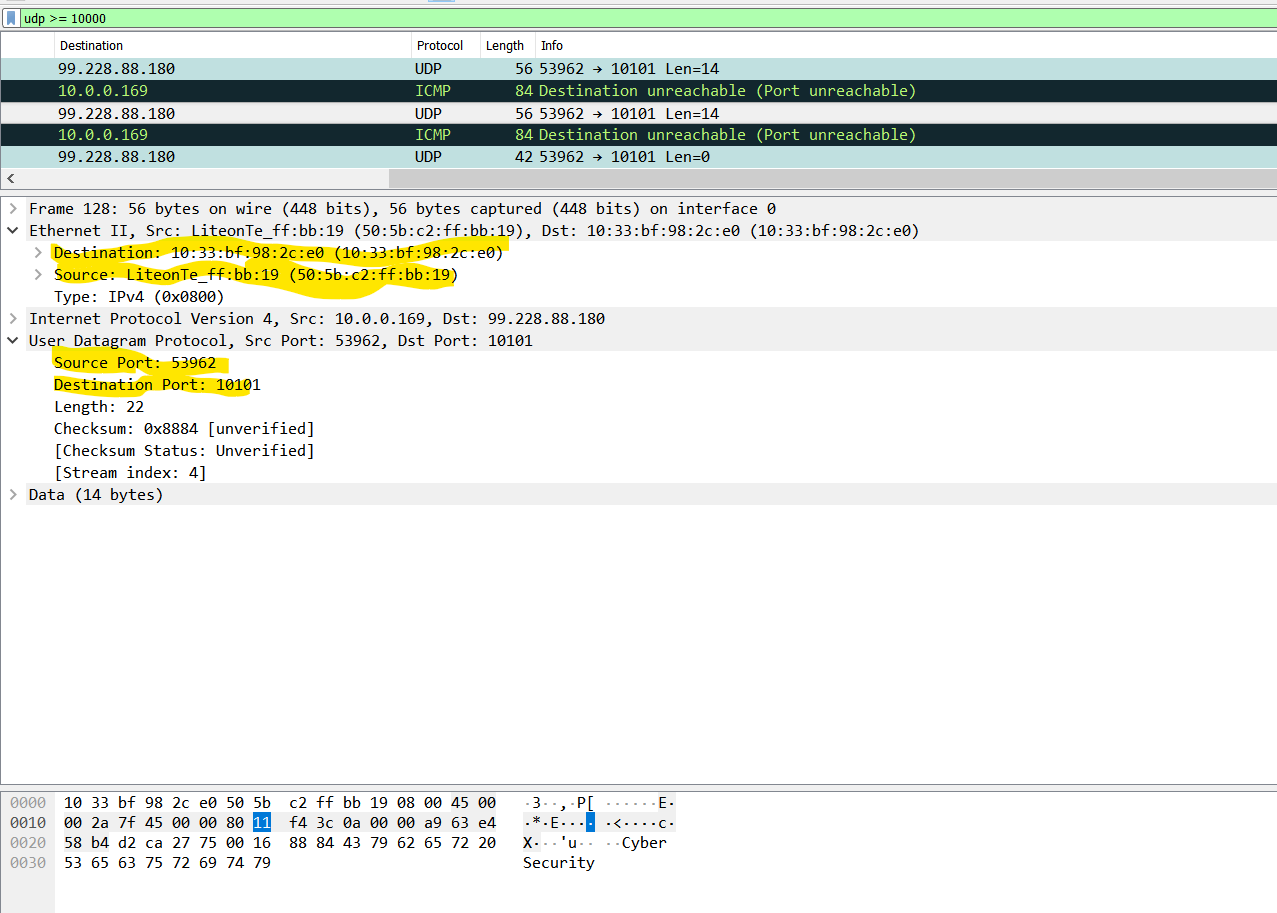 udp >= 10000
Destination Protocol Length Info
99.228.88.180 UDP 56 53962 → 10101 Len=14
10.0.0.169 ICMP 84 Destination unreachable (Port unreachable)
99.228.88.180 UDP 56 53962 → 10101 Len=14
10.0.0.169 ICMP 84 Destination unreachable (Port unreachable)
99.228.88.180 UDP 42 53962 → 10101 Len=0
Frame 128: 56 bytes on wire (448 bits), 56 bytes captured (448 bits) on interface 0
Ethernet II, Src: LiteonTe_ff:bb:19 (50:5b:c2:ff:bb:19), Dst: 10:33:bf:98:2c:e0 (10:33:bf:98:2c:e0)
Destination: 10:33:bf:98:2c:e0 (10:33:bf:98:2c:e0)
Source: LiteonTe_ff:bb:19 (50:5b:c2:ff:bb:19)
Type: IPv4 (0x0800)
Internet Protocol Version 4, Src: 10.0.0.169, Dst: 99.228.88.180
User Datagram Protocol, Src Port: 53962, Dst Port: 10101
Source Port: 53962
Destination Port: 10101
Length: 22
Checksum: 0x8884 [unverified]
[Checksum Status: Unverified]
[Stream index: 4]
Data (14 bytes)
0000 10 33 bf 98 2c e0 50 5b c2 ff bb 19 08 00 45 00 ·3··,·P[ ······E·
0010 00 2a 7f 45 00 00 80 11 f4 3c 0a 00 00 a9 63 e4 ·*·E···· ·<····c·
0020 58 b4 d2 ca 27 75 00 16 88 84 43 79 62 65 72 20 X···'u·· ··Cyber
0030 53 65 63 75 72 69 74 79 Security